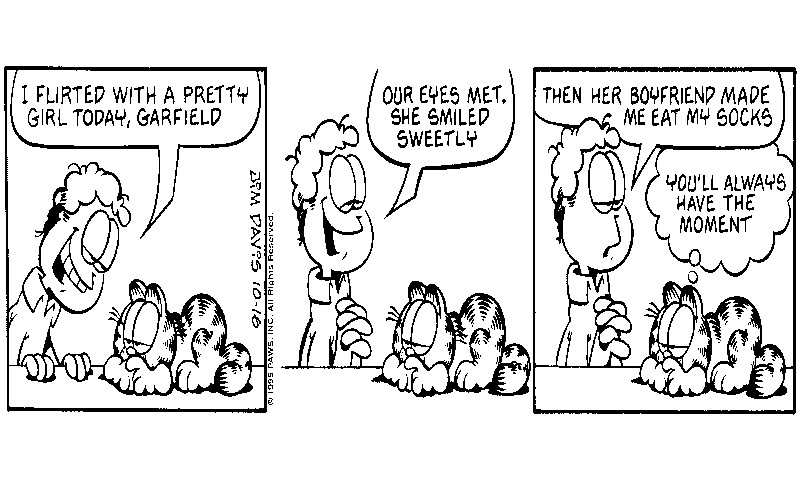 I FLIRTED WITH A PRETTY
GIRL TODAY, GARFIELD
JIM DAVIS 10-16
© 1995 PAWS, INC. All Rights Reserved.
OUR EYES MET.
SHE SMILED
SWEETLY
THEN HER BOYFRIEND MADE
ME EAT MY SOCKS
YOU'LL ALWAYS
HAVE THE
MOMENT